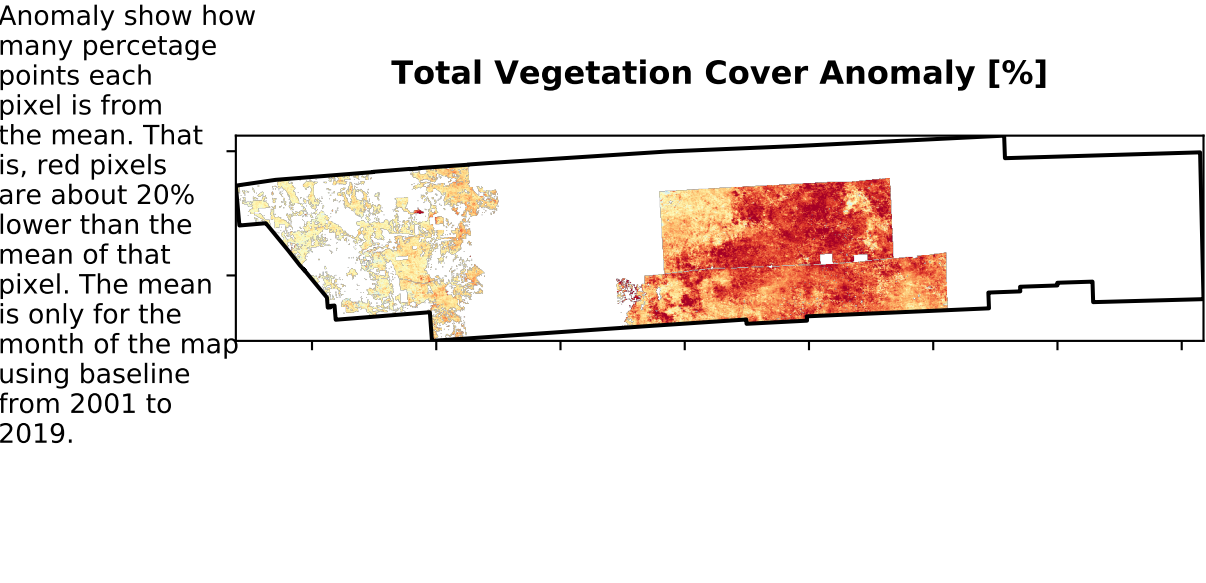 Anomaly show how
many percetage
points each
pixel is from
the mean. That
is, red pixels
are about 20%
lower than the
mean of that
pixel. The mean
is only for the
month of the map
using baseline
from 2001 to
2019.
Total Vegetation Cover Anomaly [%]